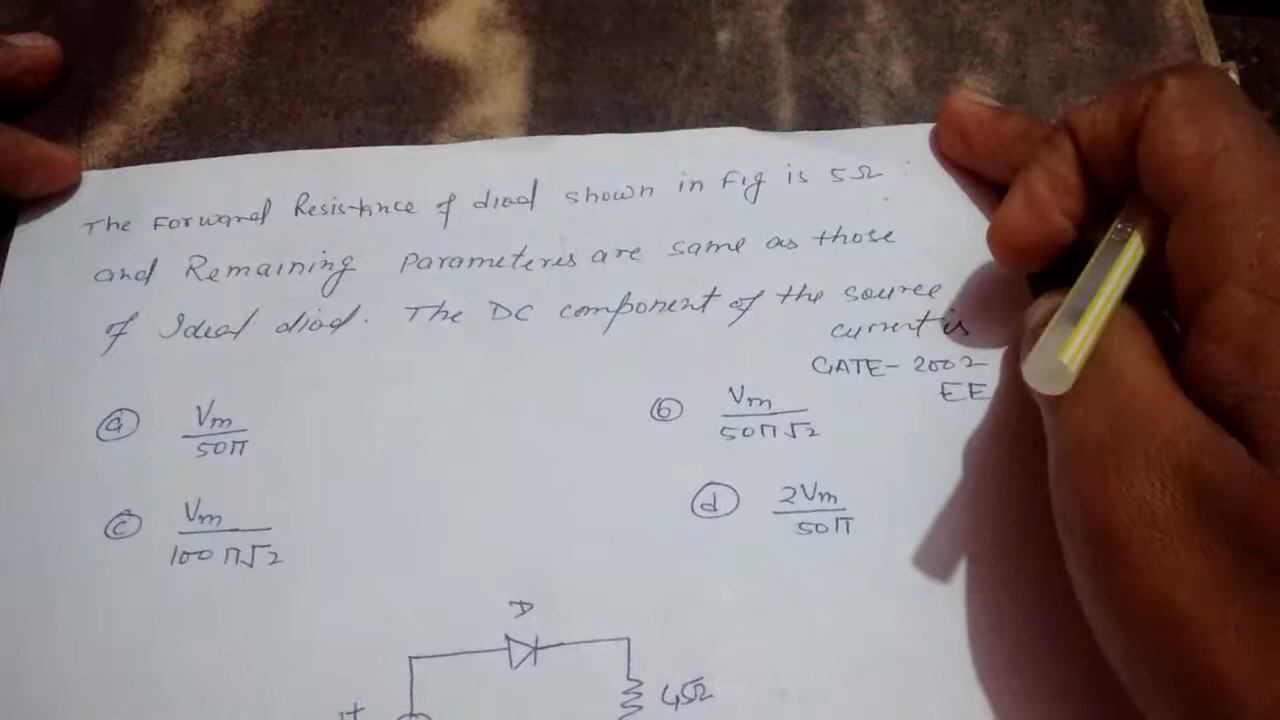 The Forward Resistance of diod shown in Fig is 5Ω :
and Remaining Parameteres are same as those
of Ideal diod. The DC component of the source
current is
GATE- 2002
EE
ⓐ Vm/50π
ⓑ Vm/50π√2
ⓒ Vm/100π√2
ⓓ 2Vm/50π
D
45Ω